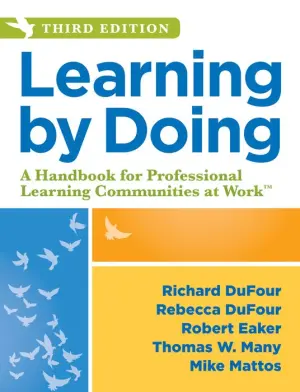 THIRD EDITION
Learning
by Doing
A Handbook for Professional
Learning Communities at Work™
Richard DuFour
Rebecca DuFour
Robert Eaker
Thomas W. Many
Mike Mattos